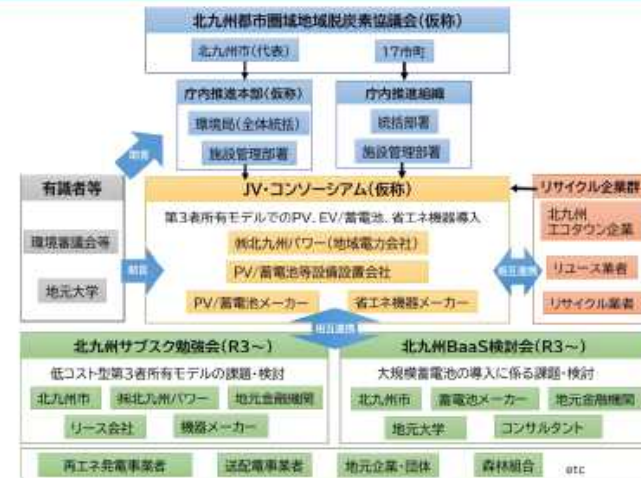 北九州都市圏域地域脱炭素協議会(仮称)
北九州市(代表)
17市町
庁内推進本部(仮称)
環境局(全体統括)
施設管理部署
庁内推進組織
統括部署
施設管理部署
助言
有識者等
環境審議会等
地元大学
助言
JV・コンソーシアム(仮称)
第3者所有モデルでのPV、EV/蓄電池、省エネ機器導入
㈱北九州パワー(地域電力会社)
PV/蓄電池等設備設置会社
PV/蓄電池メーカー
省エネ機器メーカー
相互連携
リサイクル企業群
北九州
エコタウン企業
リユース業者
リサイクル業者
相互連携
北九州サブスク勉強会(R3~)
低コスト型第3者所有モデルの課題・検討
北九州市
㈱北九州パワー
地元金融機関
リース会社
機器メーカー
北九州BaaS検討会(R3~)
大規模蓄電池の導入に係る課題・検討
北九州市
蓄電池メーカー
地元金融機関
地元大学
コンサルタント
再エネ発電事業者
送配電事業者
地元企業・団体
森林組合
etc